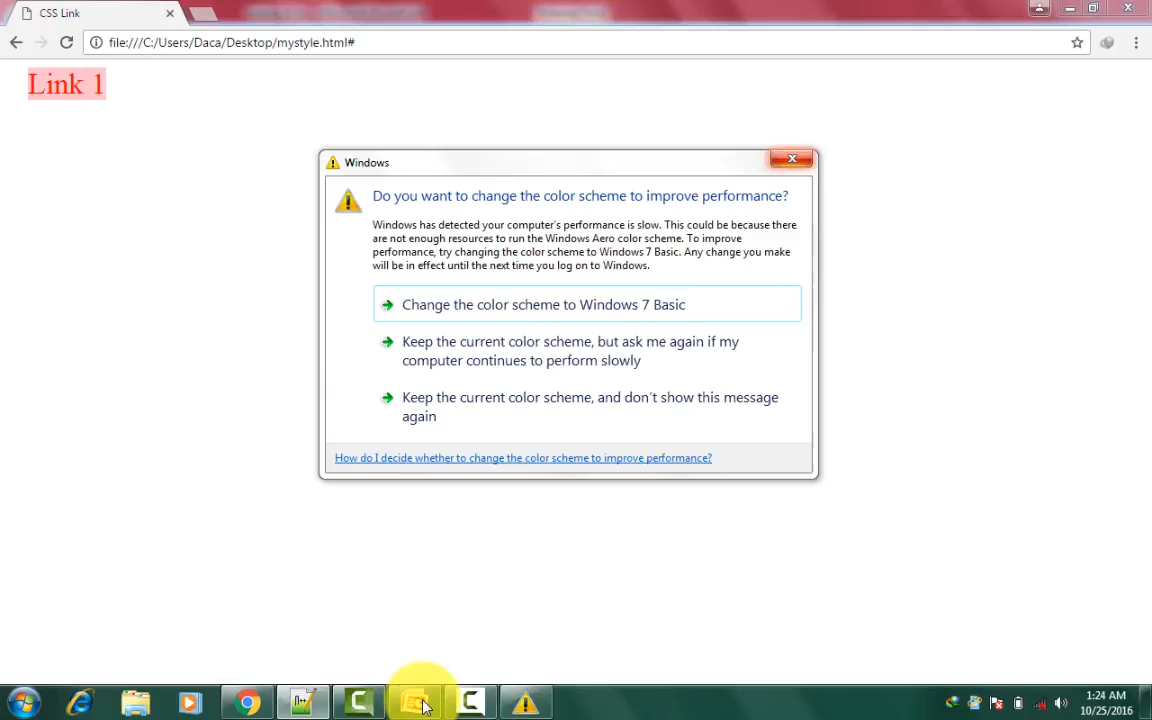 CSS Link
file:///C:/Users/Daca/Desktop/mystyle.html#
Link 1
Windows
Do you want to change the color scheme to improve performance?
Windows has detected your computer's performance is slow. This could be because there
are not enough resources to run the Windows Aero color scheme. To improve
performance, try changing the color scheme to Windows 7 Basic. Any change you make
will be in effect until the next time you log on to Windows.
Change the color scheme to Windows 7 Basic
Keep the current color scheme, but ask me again if my
computer continues to perform slowly
Keep the current color scheme, and don't show this message
again
How do I decide whether to change the color scheme to improve performance?
1:24 AM
10/25/2016